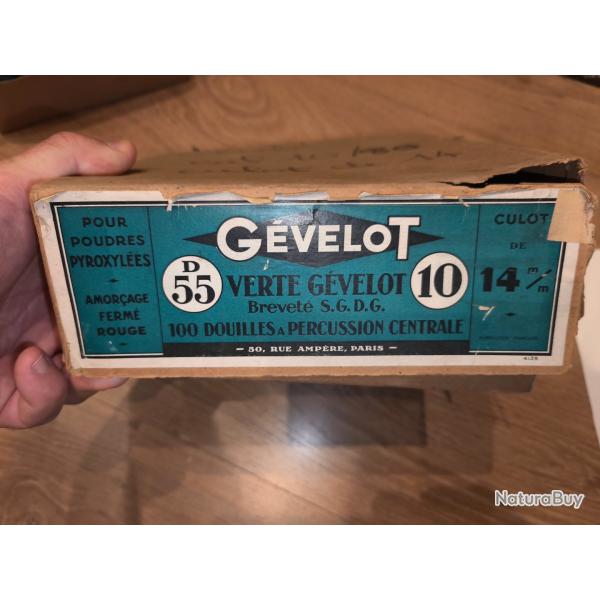 POUR
POUDRES
PYROXYLÉES
AMORÇAGE
FERMÉ
ROUGE
GÉVELOT
D
55
VERTE GÉVELOT
10
Breveté S.G.D.G.
100 DOUILLES A PERCUSSION CENTRALE
— 50, RUE AMPÈRE, PARIS —
CULOT
DE
14 m/m
4128
NaturaBuy